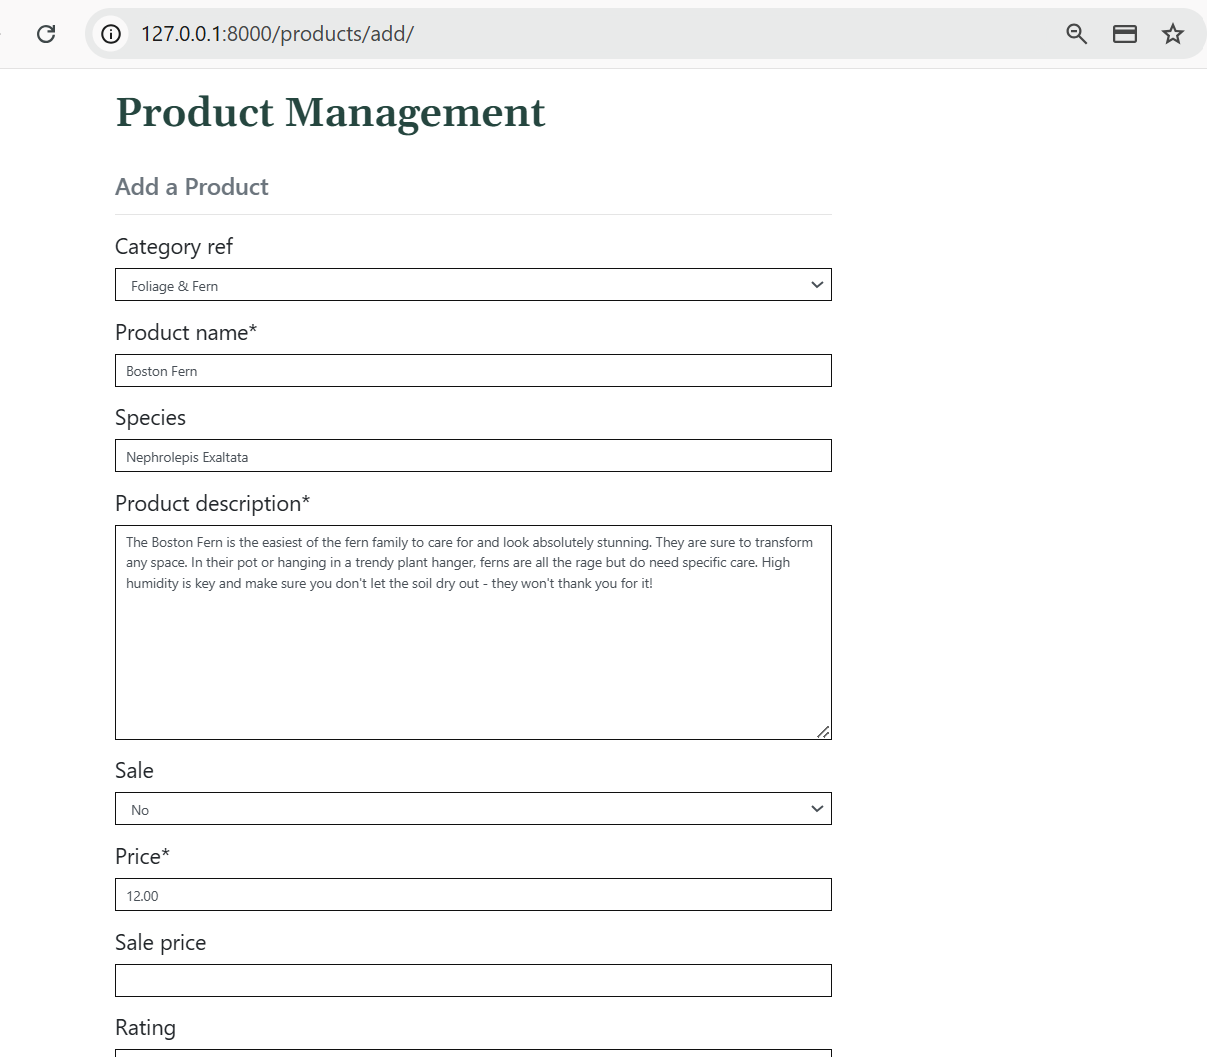 127.0.0.1:8000/products/add/
Product Management
Add a Product
Category ref
Foliage & Fern
Product name*
Boston Fern
Species
Nephrolepis Exaltata
Product description*
The Boston Fern is the easiest of the fern family to care for and look absolutely stunning. They are sure to transform
any space. In their pot or hanging in a trendy plant hanger, ferns are all the rage but do need specific care. High
humidity is key and make sure you don't let the soil dry out - they won't thank you for it!
Sale
No
Price*
12.00
Sale price
Rating